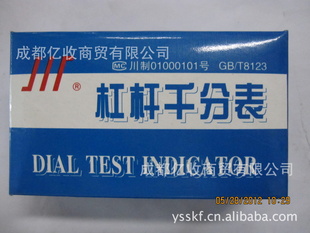 成都亿收商贸有限公司
MC 川制01000101号 GB/T8123
川 ®
杠杆千分表
DIAL TEST INDICATOR
成都亿收商贸有限公司
05/28/2012 10:29
ysskf.cn.alibaba.com